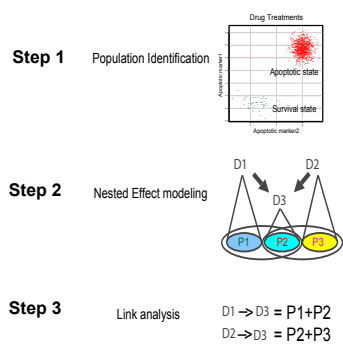 Drug Treatments
Step 1
Population Identification
Apoptotic marker1
Apoptotic state
Survival state
Apoptotic marker2
D1
D2
Step 2
Nested Effect modeling
D3
P1
P2
P3
Step 3
Link analysis
D1 → D3 = P1+P2
D2 → D3 = P2+P3